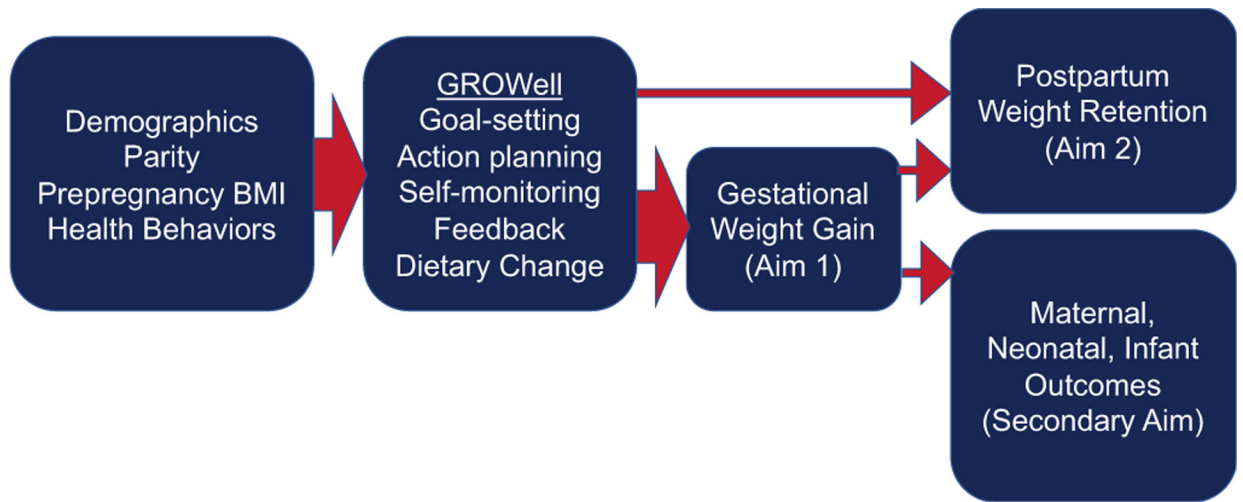 Demographics
Parity
Prepregnancy BMI
Health Behaviors
GROWell
Goal-setting
Action planning
Self-monitoring
Feedback
Dietary Change
Gestational
Weight Gain
(Aim 1)
Postpartum
Weight Retention
(Aim 2)
Maternal,
Neonatal, Infant
Outcomes
(Secondary Aim)